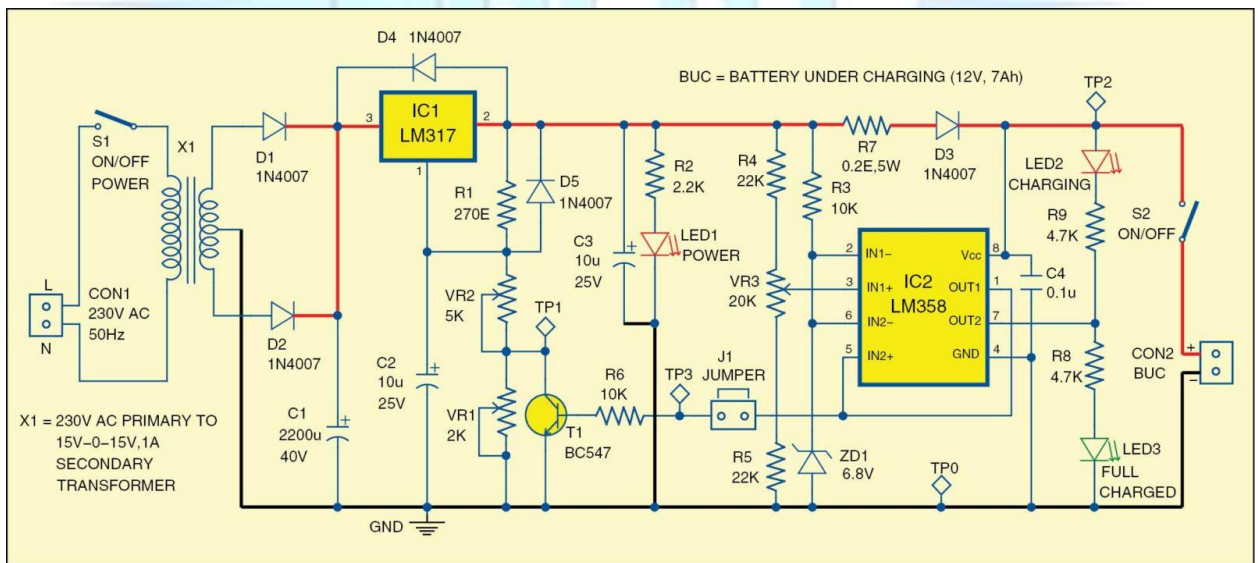 D4 1N4007
BUC = BATTERY UNDER CHARGING (12V, 7Ah)
TP2
S1
ON/OFF
POWER
X1
D1
1N4007
3
IC1
LM317
2
1
R1
270E
D5
1N4007
R2
2.2K
LED1
POWER
C3
10u
25V
R4
22K
R3
10K
R7
0.2E,5W
D3
1N4007
LED2
CHARGING
R9
4.7K
S2
ON/OFF
L
N
CON1
230V AC
50Hz
D2
1N4007
VR2
5K
TP1
VR3
20K
2
IN1–
3
IN1+
6
IN2–
5
IN2+
IC2
LM358
Vcc
8
OUT1
1
OUT2
7
GND
4
C4
0.1u
C2
10u
25V
VR1
2K
T1
BC547
R6
10K
TP3
J1
JUMPER
R8
4.7K
CON2
BUC
+
–
X1 = 230V AC PRIMARY TO
15V–0–15V,1A
SECONDARY
TRANSFORMER
C1
2200u
40V
+
+
+
R5
22K
ZD1
6.8V
TP0
LED3
FULL
CHARGED
GND